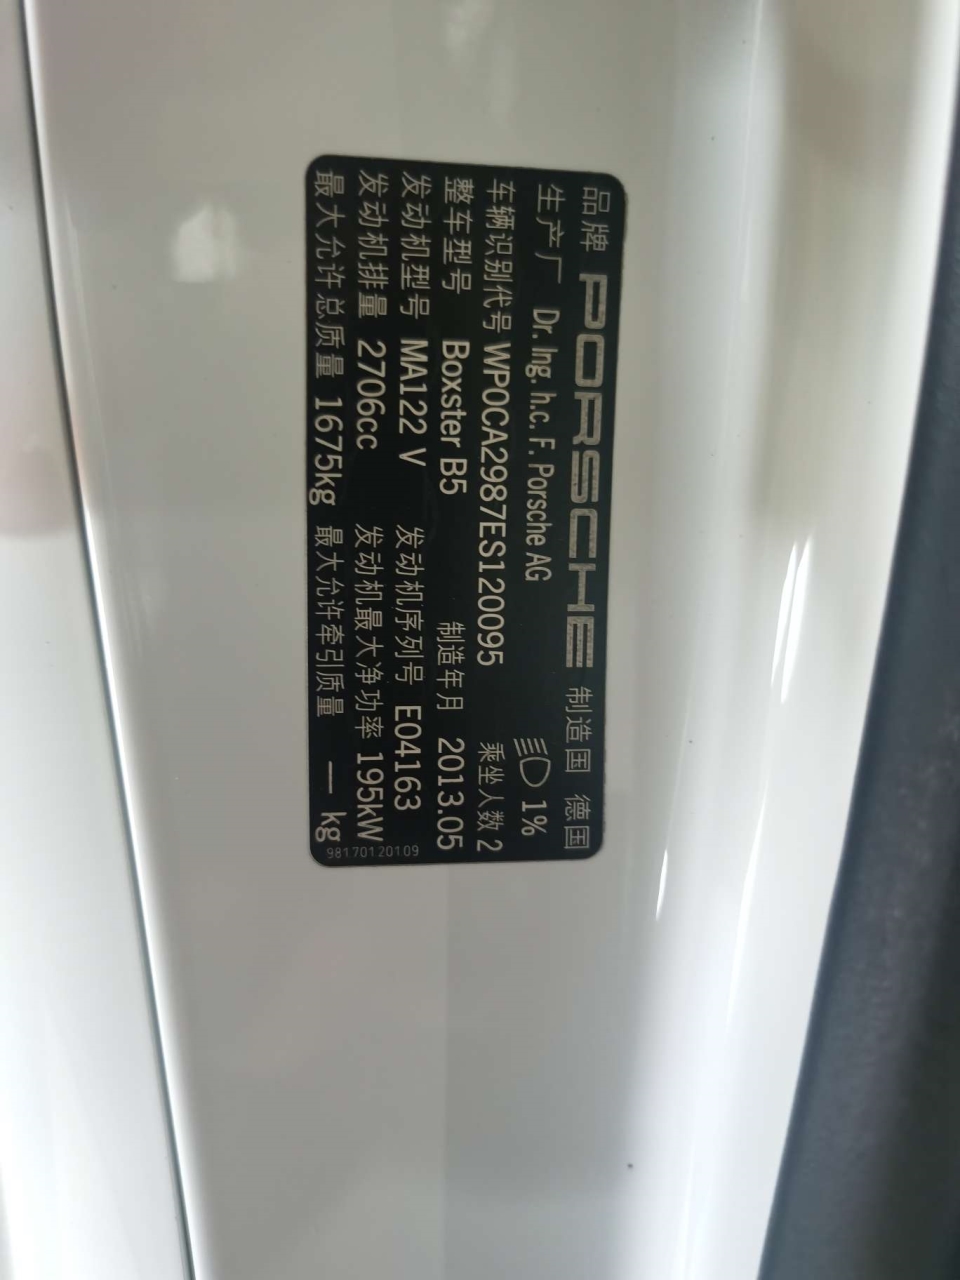 品牌 PORSCHE 制造国 德国
生产厂 Dr. Ing. h.c. F. Porsche AG 1%
车辆识别代号 WP0CA2987ES120095 乘坐人数 2
整车型号 Boxster B5 制造年月 2013.05
发动机型号 MA122 V 发动机序列号 E04163
发动机排量 2706cc 发动机最大净功率 195kW
最大允许总质量 1675kg 最大允许牵引质量 — kg
981.701.201.09